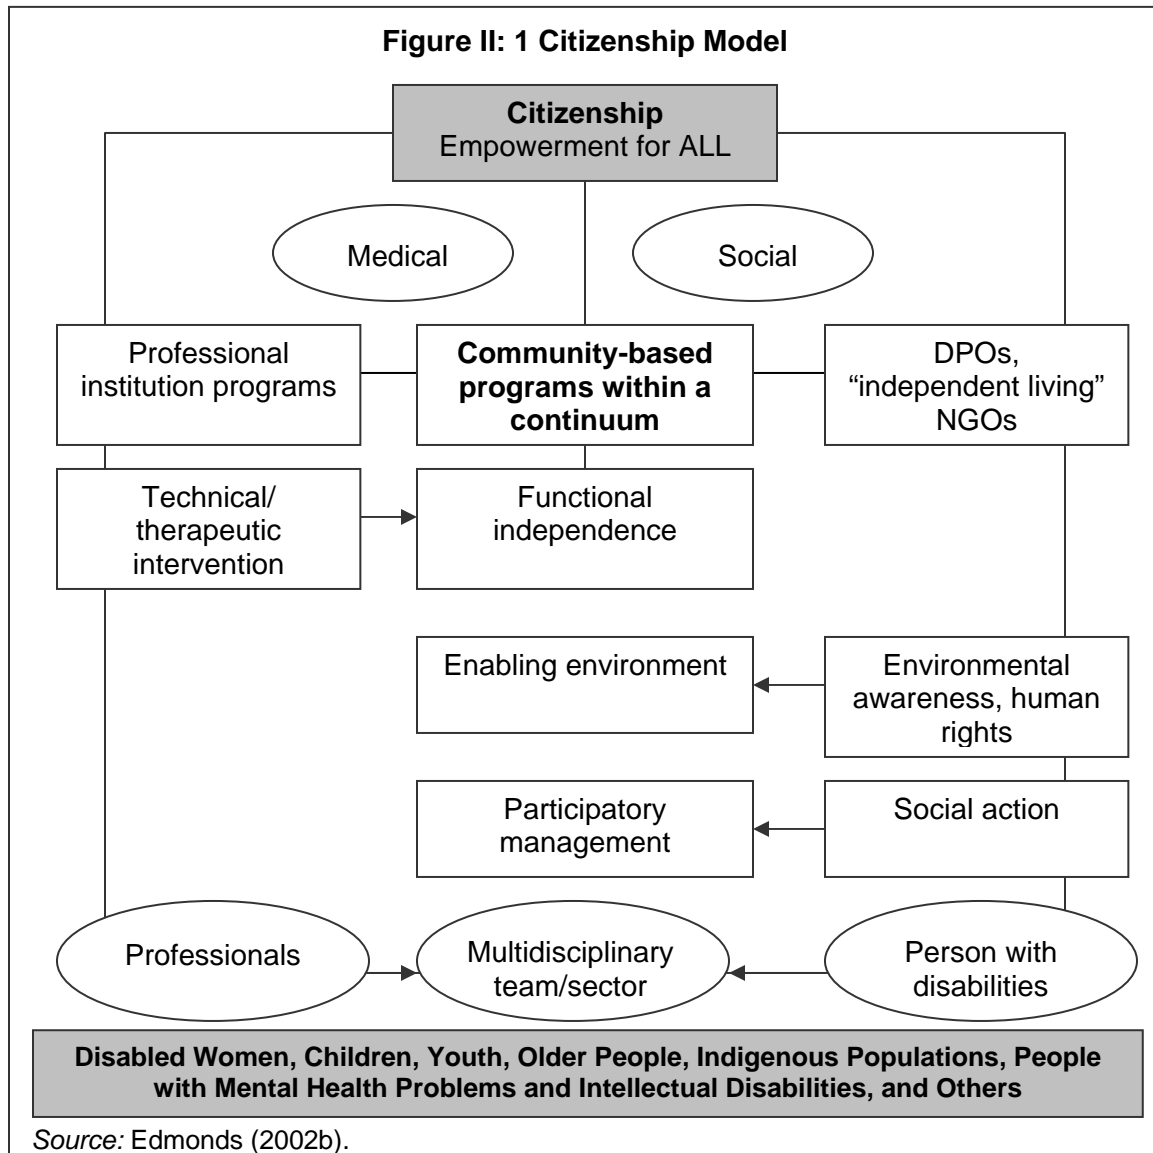 Figure II: 1 Citizenship Model
Citizenship
Empowerment for ALL
Medical
Social
Professional
institution programs
Community-based
programs within a
continuum
DPOs,
“independent living”
NGOs
Technical/
therapeutic
intervention
Functional
independence
Enabling environment
Environmental
awareness, human
rights
Participatory
management
Social action
Professionals
Multidisciplinary
team/sector
Person with
disabilities
Disabled Women, Children, Youth, Older People, Indigenous Populations, People
with Mental Health Problems and Intellectual Disabilities, and Others
Source: Edmonds (2002b).